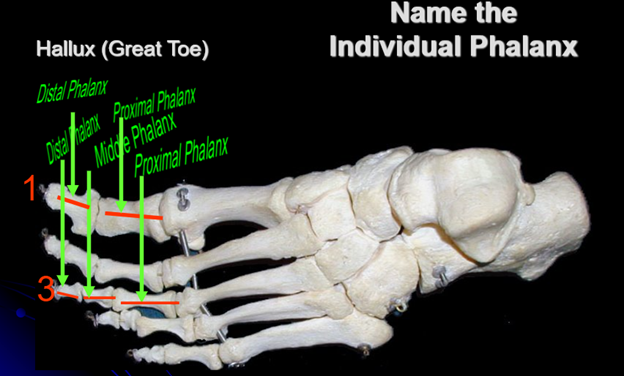 Name the
Individual Phalanx
Hallux (Great Toe)
Distal Phalanx
Proximal Phalanx
Distal Phalanx
Middle Phalanx
Proximal Phalanx
1
3